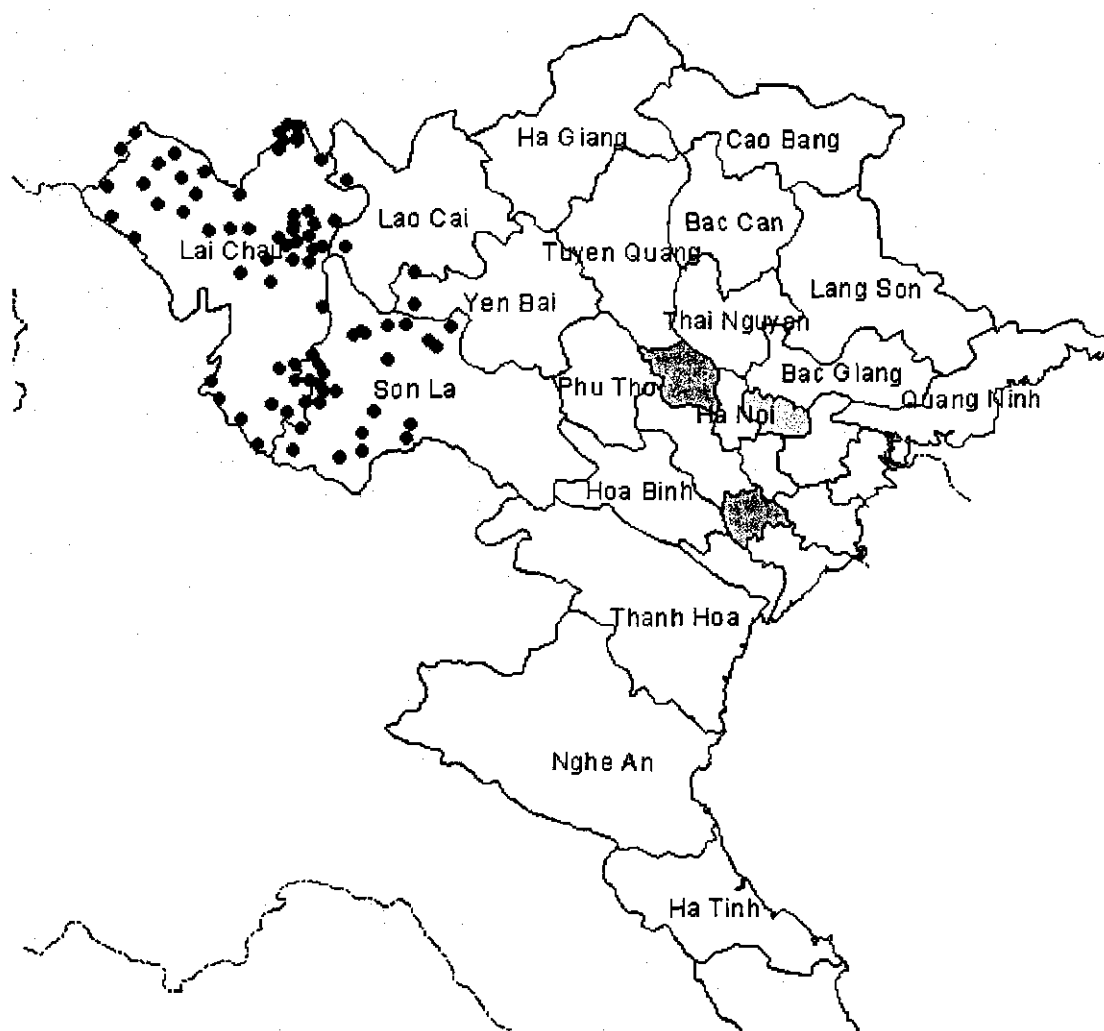 Ha Giang
Cao Bang
Lao Cai
Bac Can
Lai Chau
Tuyen Quang
Yen Bai
Lang Son
Thai Nguyen
Son La
Phu Tho
Bac Giang
Ha Noi
Quang Ninh
Hoa Binh
Thanh Hoa
Nghe An
Ha Tinh